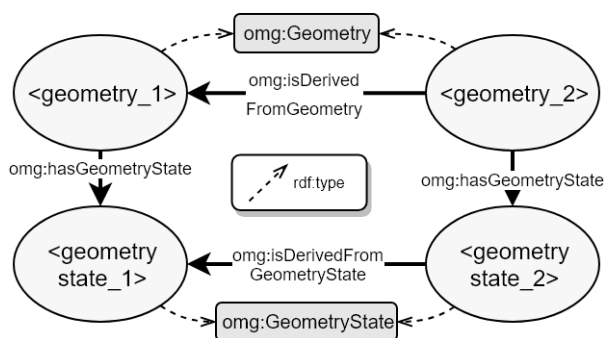 omg:Geometry
<geometry_1>
omg:isDerived
FromGeometry
<geometry_2>
omg:hasGeometryState
rdf:type
omg:hasGeometryState
<geometry
state_1>
omg:isDerivedFrom
GeometryState
<geometry
state_2>
omg:GeometryState